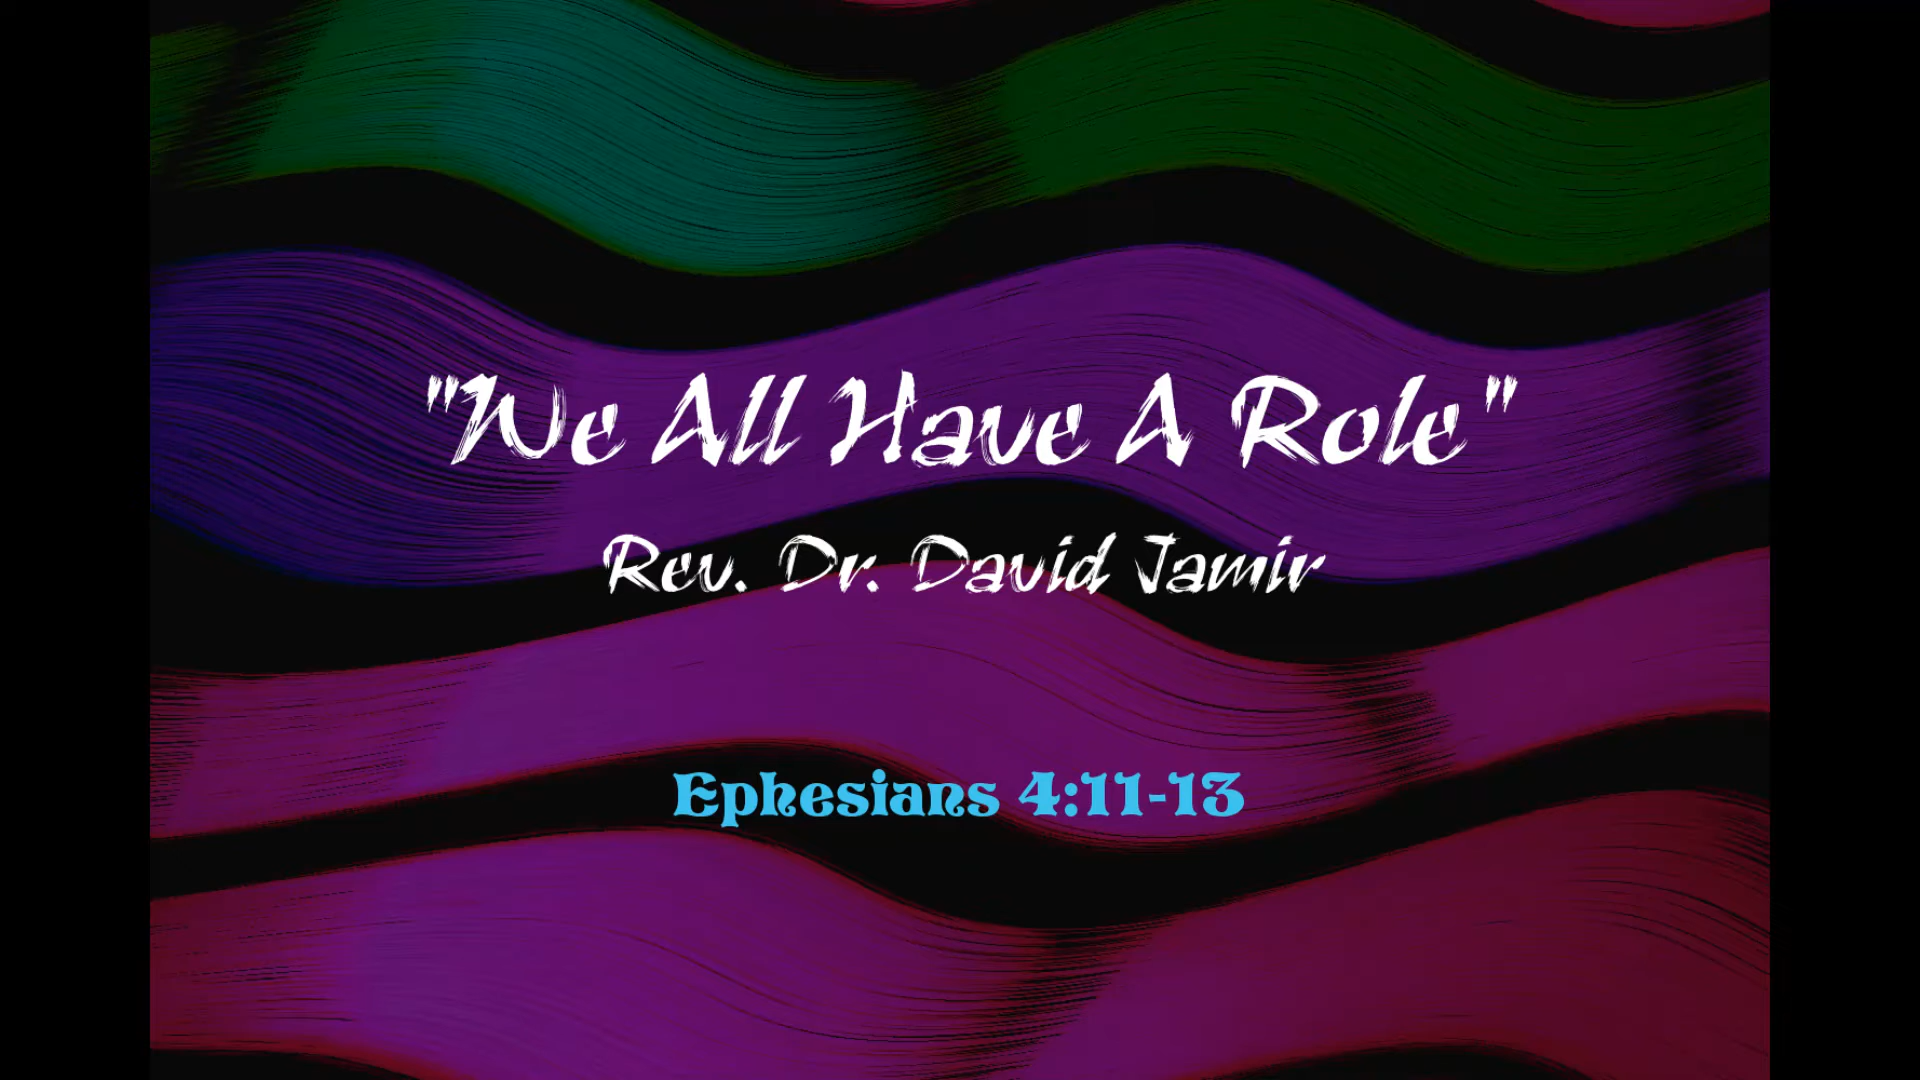 "We All Have A Role"
Rev. Dr. David Jamir
Ephesians 4:11-13